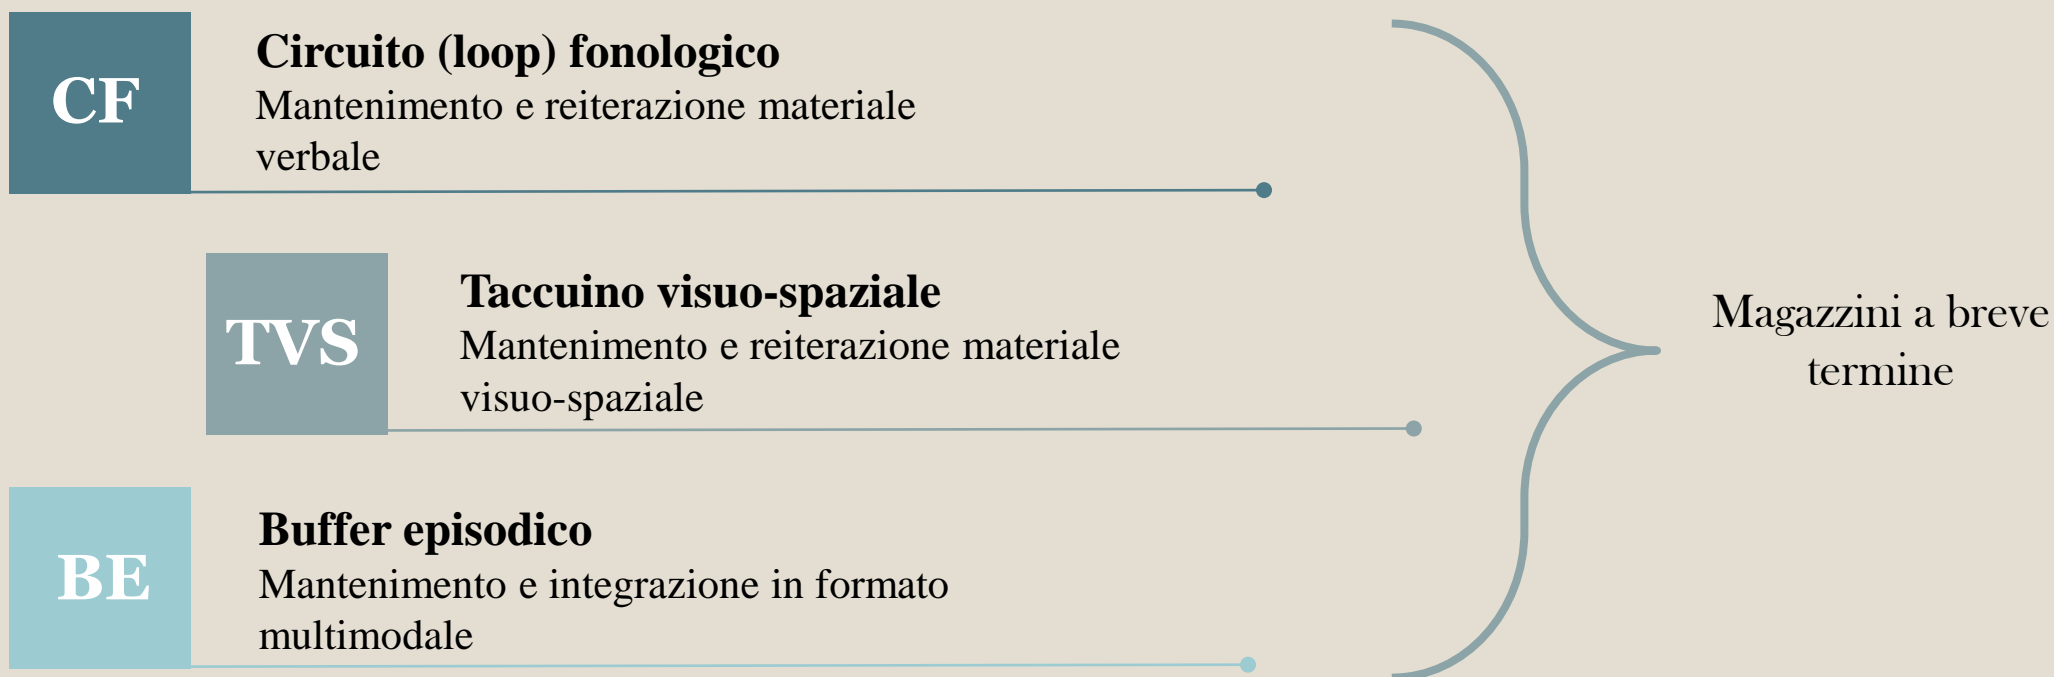 CF
Circuito (loop) fonologico
Mantenimento e reiterazione materiale
verbale
TVS
Taccuino visuo-spaziale
Mantenimento e reiterazione materiale
visuo-spaziale
BE
Buffer episodico
Mantenimento e integrazione in formato
multimodale
Magazzini a breve
termine